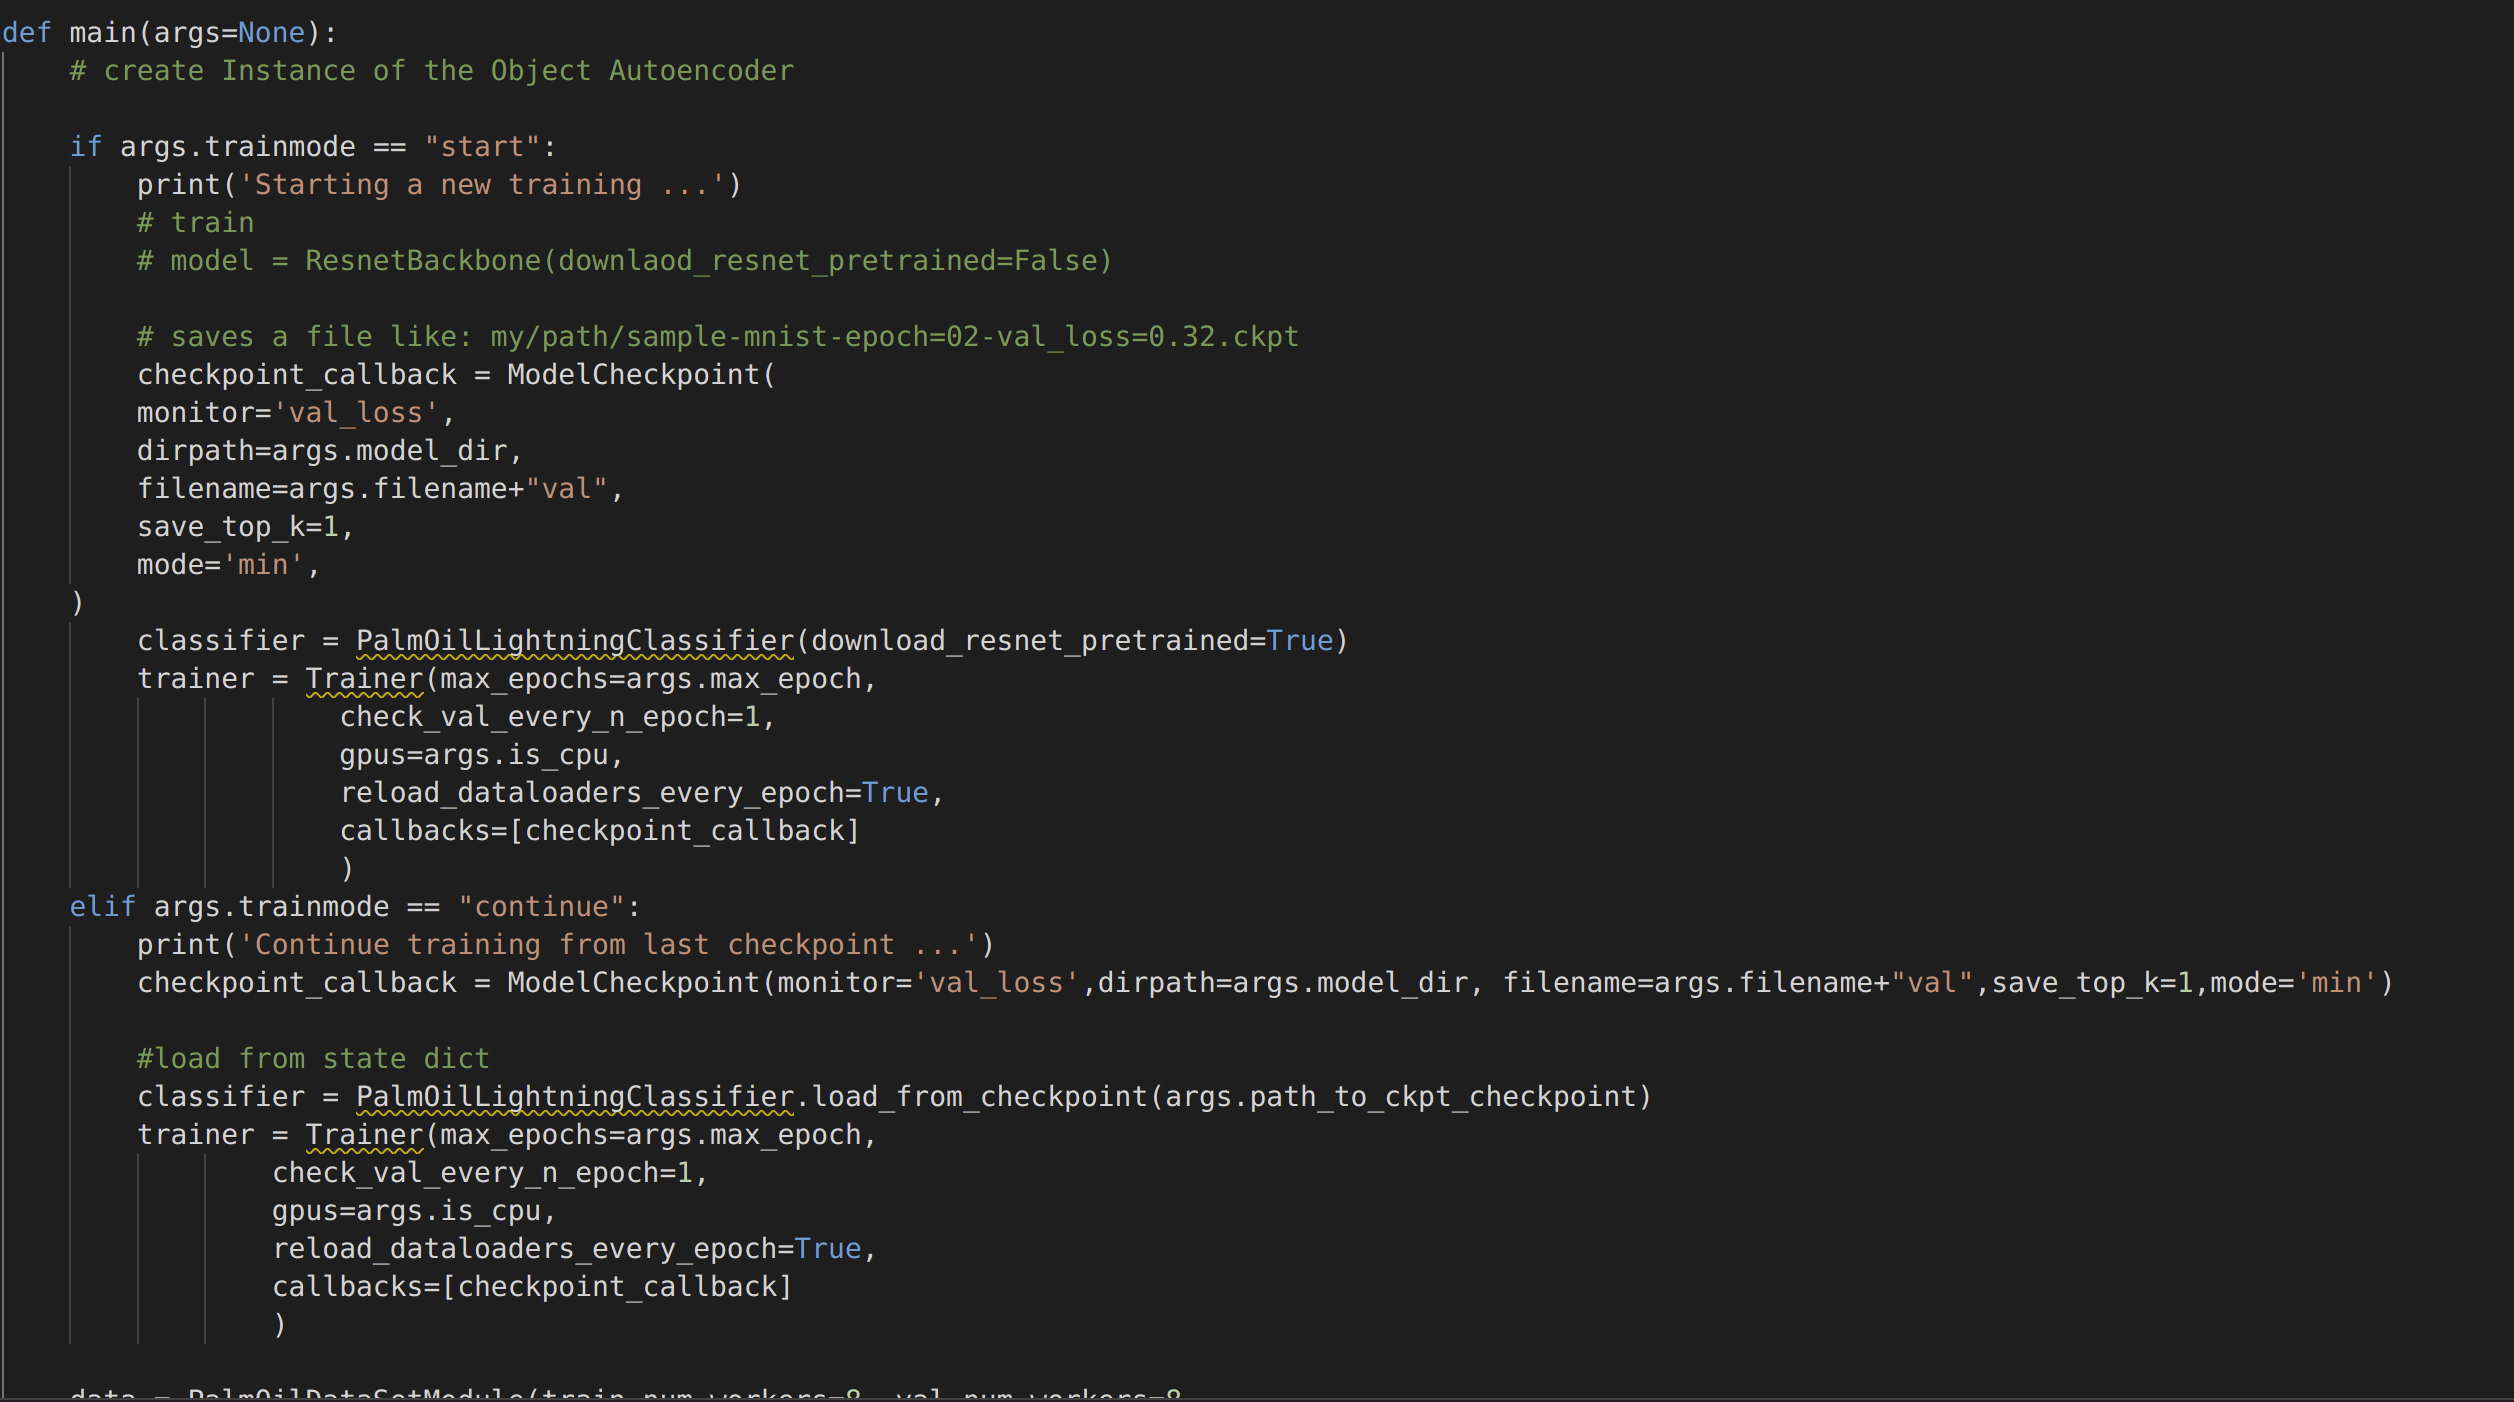 def main(args=None):
# create Instance of the Object Autoencoder
if args.trainmode == "start":
print('Starting a new training ...')
# train
# model = ResnetBackbone(downlaod_resnet_pretrained=False)
# saves a file like: my/path/sample-mnist-epoch=02-val_loss=0.32.ckpt
checkpoint_callback = ModelCheckpoint(
monitor='val_loss',
dirpath=args.model_dir,
filename=args.filename+"val",
save_top_k=1,
mode='min',
)
classifier = PalmOilLightningClassifier(download_resnet_pretrained=True)
trainer = Trainer(max_epochs=args.max_epoch,
check_val_every_n_epoch=1,
gpus=args.is_cpu,
reload_dataloaders_every_epoch=True,
callbacks=[checkpoint_callback]
)
elif args.trainmode == "continue":
print('Continue training from last checkpoint ...')
checkpoint_callback = ModelCheckpoint(monitor='val_loss',dirpath=args.model_dir, filename=args.filename+"val",save_top_k=1,mode='min')
#load from state dict
classifier = PalmOilLightningClassifier.load_from_checkpoint(args.path_to_ckpt_checkpoint)
trainer = Trainer(max_epochs=args.max_epoch,
check_val_every_n_epoch=1,
gpus=args.is_cpu,
reload_dataloaders_every_epoch=True,
callbacks=[checkpoint_callback]
)
data = PalmOilDataSetModule(train_num_workers=8, val_num_workers=8